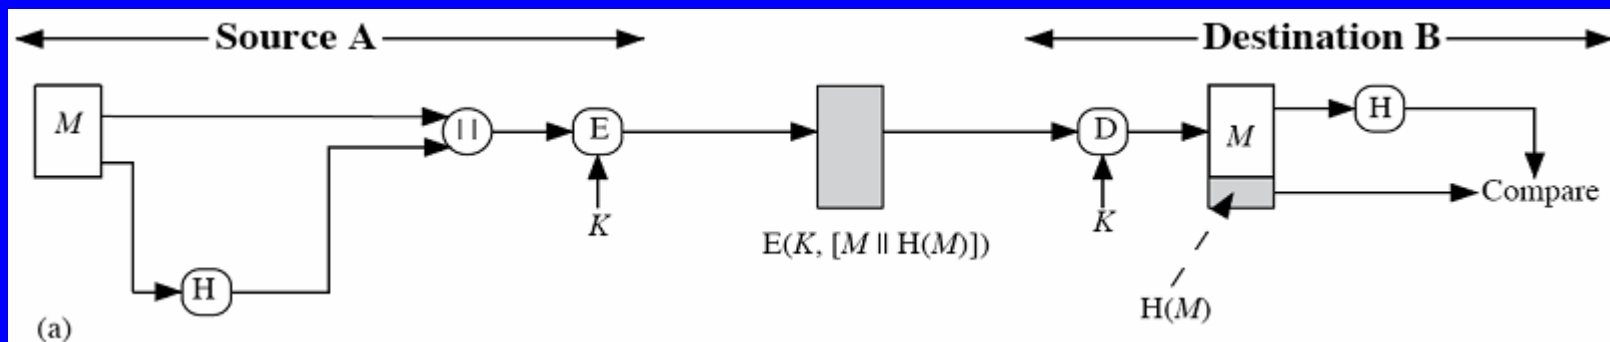 Source A
Destination B
M
||
E
D
M
H
K
K
Compare
E(K, [M || H(M)])
H
H(M)
(a)